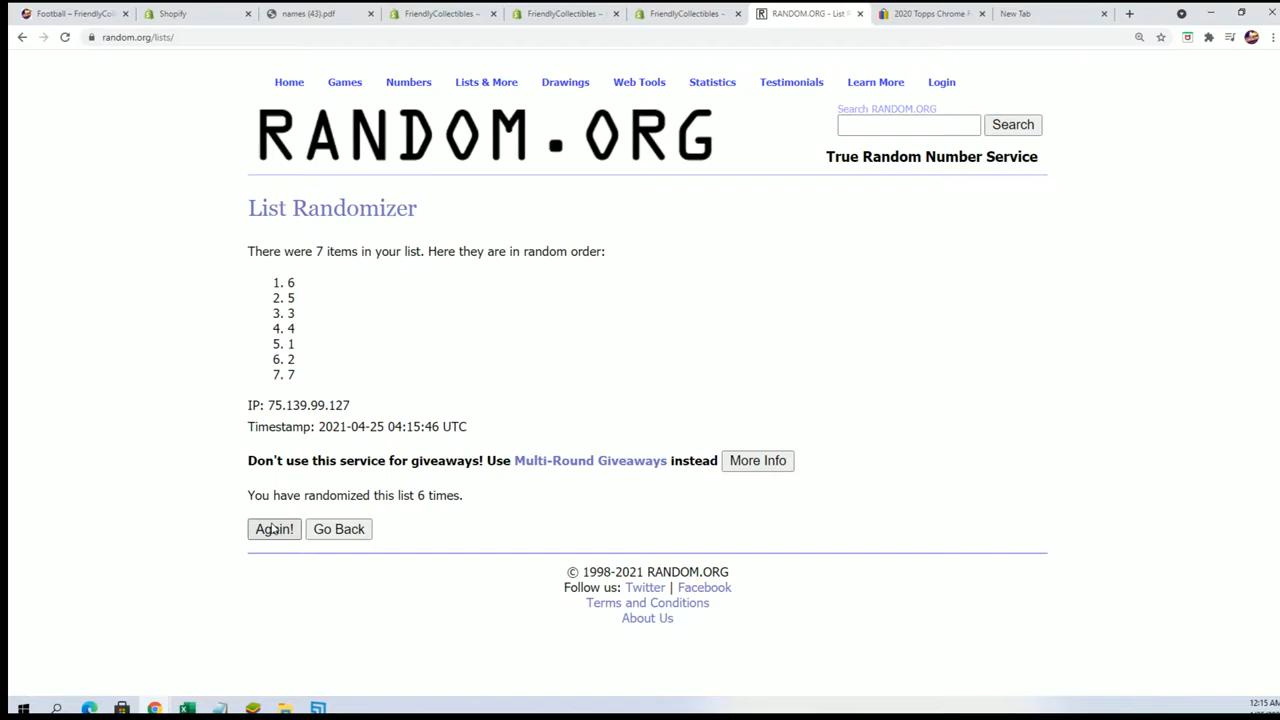 Football – FriendlyColl
Shopify
names (43).pdf
FriendlyCollectibles ~
FriendlyCollectibles ~
FriendlyCollectibles ~
RANDOM.ORG - List R
2020 Topps Chrome F
New Tab
random.org/lists/
Home Games Numbers Lists & More Drawings Web Tools Statistics Testimonials Learn More Login
RANDOM.ORG
Search RANDOM.ORG
Search
True Random Number Service
List Randomizer
There were 7 items in your list. Here they are in random order:
1. 6
2. 5
3. 3
4. 4
5. 1
6. 2
7. 7
IP: 75.139.99.127
Timestamp: 2021-04-25 04:15:46 UTC
Don't use this service for giveaways! Use Multi-Round Giveaways instead More Info
You have randomized this list 6 times.
Again! Go Back
© 1998-2021 RANDOM.ORG
Follow us: Twitter | Facebook
Terms and Conditions
About Us
12:15 AM